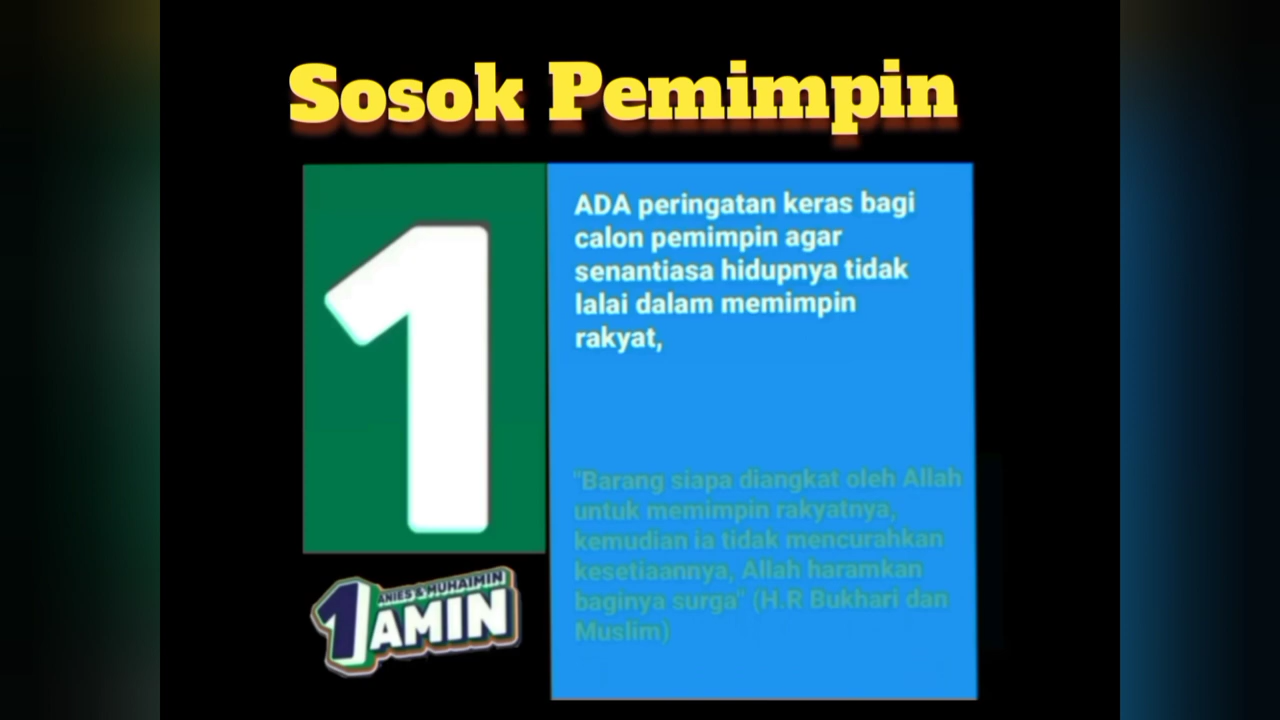 Sosok Pemimpin
1
ADA peringatan keras bagi
calon pemimpin agar
senantiasa hidupnya tidak
lalai dalam memimpin
rakyat,
"Barang siapa diangkat oleh Allah
untuk memimpin rakyatnya,
kemudian ia tidak mencurahkan
kesetiaannya, Allah haramkan
baginya surga" (H.R Bukhari dan
Muslim)
ANIES & MUHAIMIN
1AMIN